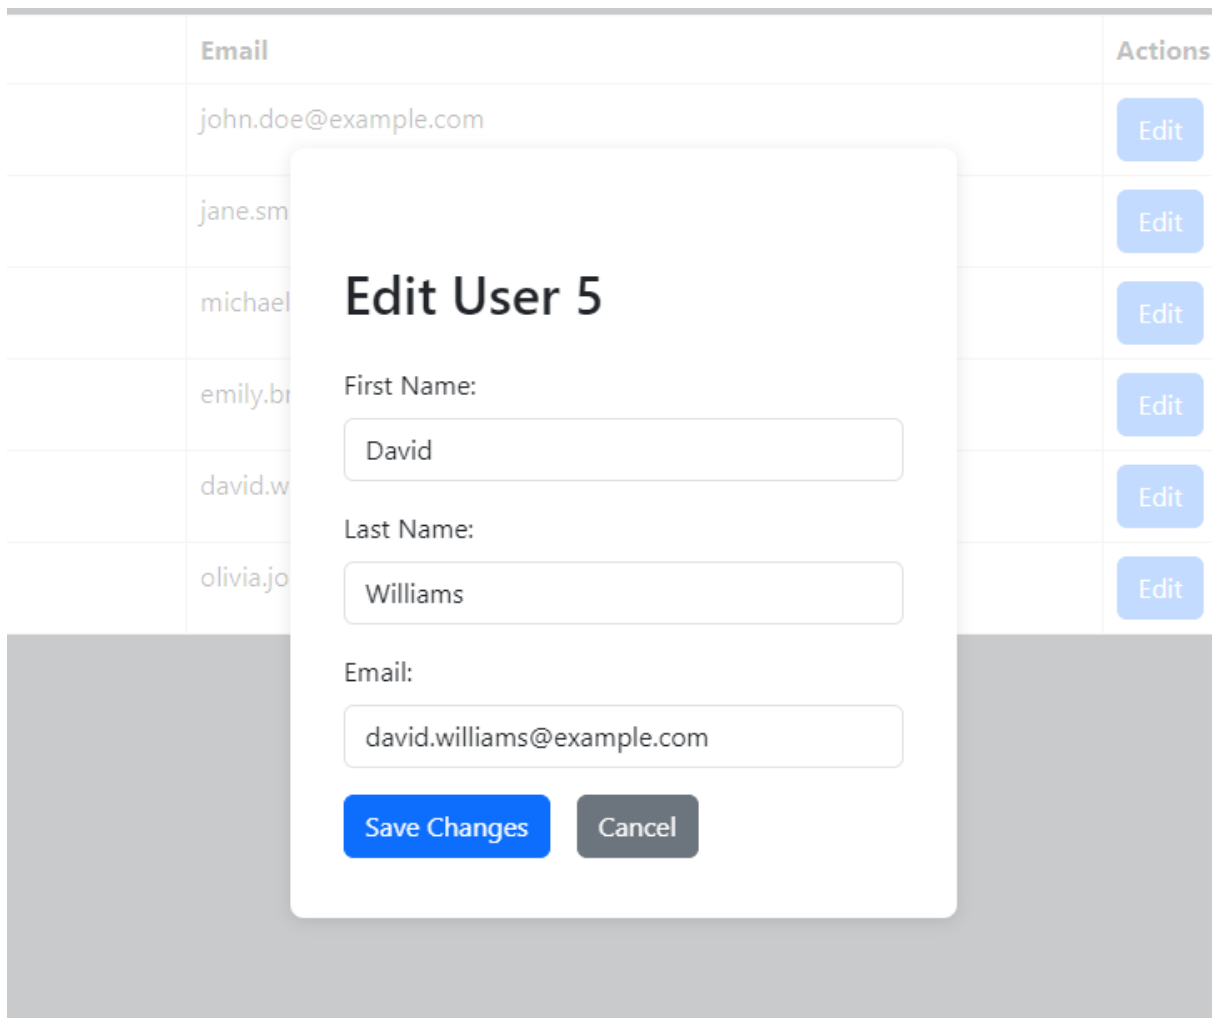 Email Actions
john.doe@example.com Edit
jane.sm Edit
Edit User 5
michael Edit
First Name:
emily.br Edit
David
david.w Edit
Last Name:
olivia.jo Edit
Williams
Email:
david.williams@example.com
Save Changes Cancel